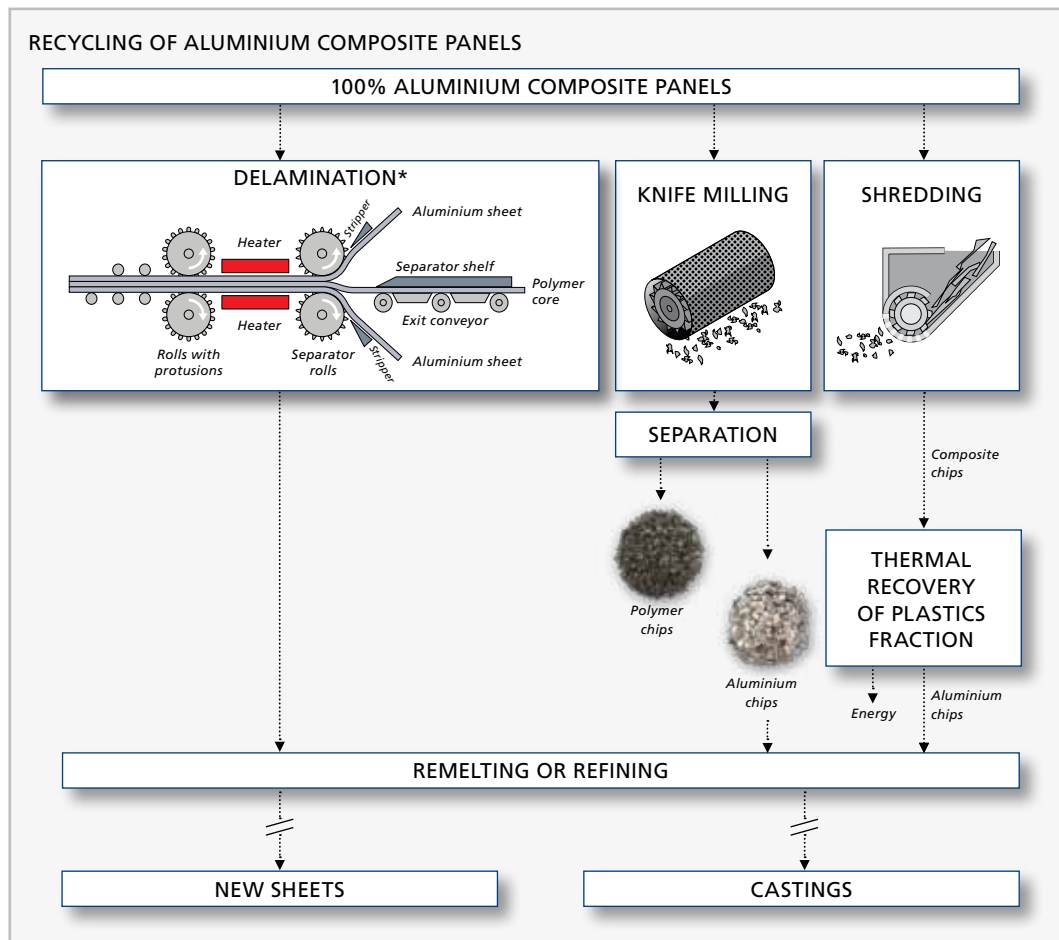 RECYCLING OF ALUMINIUM COMPOSITE PANELS
100% ALUMINIUM COMPOSITE PANELS
DELAMINATION*
Stripper
Aluminium sheet
Heater
Separator shelf
Polymer
core
Exit conveyor
Heater
Rolls with
protusions
Separator
rolls
Stripper
Aluminium sheet
KNIFE MILLING
SHREDDING
SEPARATION
Composite
chips
Polymer
chips
Aluminium
chips
THERMAL
RECOVERY
OF PLASTICS
FRACTION
Energy
Aluminium
chips
REMELTING OR REFINING
NEW SHEETS
CASTINGS